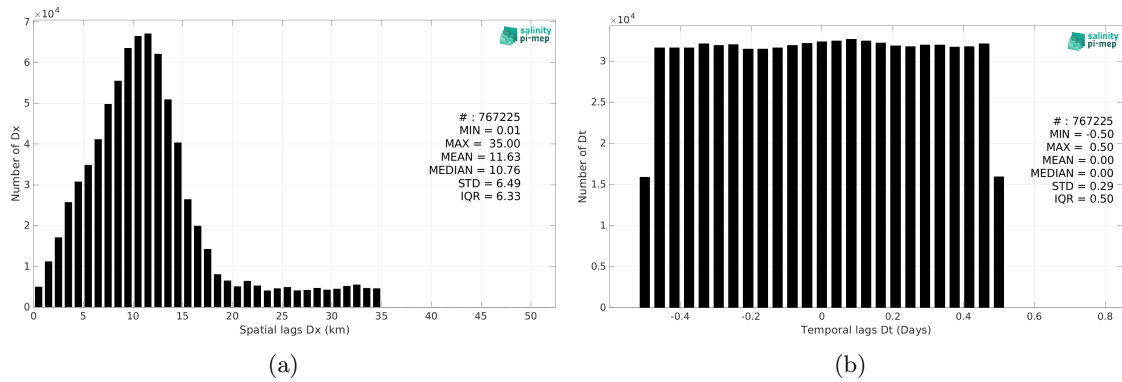 ×10⁴
7
6
5
4
3
2
1
0
Number of Dx
0 5 10 15 20 25 30 35 40 45 50
Spatial lags Dx (km)
salinity
pi-mep
# : 767225
MIN = 0.01
MAX = 35.00
MEAN = 11.63
MEDIAN = 10.76
STD = 6.49
IQR = 6.33
(a)
×10⁴
3
2.5
2
1.5
1
0.5
0
Number of Dt
-0.4 -0.2 0 0.2 0.4 0.6 0.8
Temporal lags Dt (Days)
salinity
pi-mep
# : 767225
MIN = -0.50
MAX = 0.50
MEAN = 0.00
MEDIAN = 0.00
STD = 0.29
IQR = 0.50
(b)